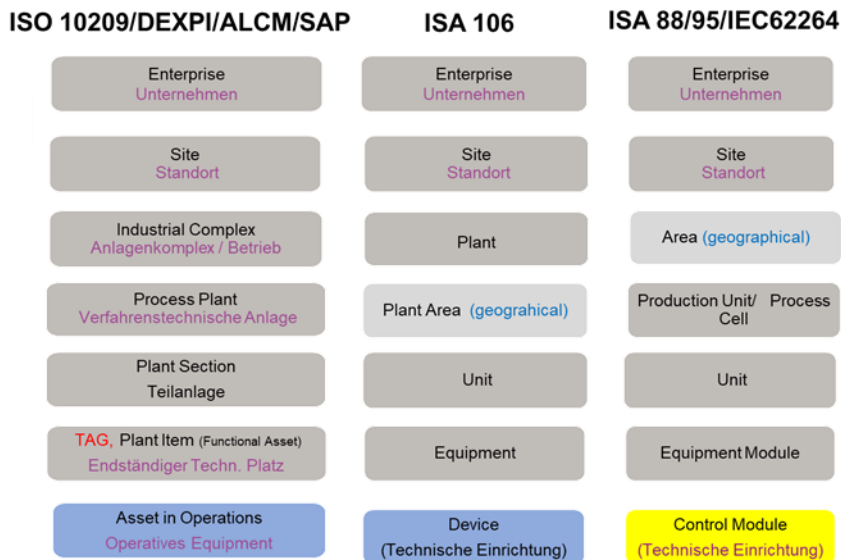 ISO 10209/DEXPI/ALCM/SAP
ISA 106
ISA 88/95/IEC62264
Enterprise
Unternehmen
Enterprise
Unternehmen
Enterprise
Unternehmen
Site
Standort
Site
Standort
Site
Standort
Industrial Complex
Anlagenkomplex / Betrieb
Plant
Area (geographical)
Process Plant
Verfahrenstechnische Anlage
Plant Area (geograhical)
Production Unit/ Process
Cell
Plant Section
Teilanlage
Unit
Unit
TAG, Plant Item (Functional Asset)
Endständiger Techn. Platz
Equipment
Equipment Module
Asset in Operations
Operatives Equipment
Device
(Technische Einrichtung)
Control Module
(Technische Einrichtung)